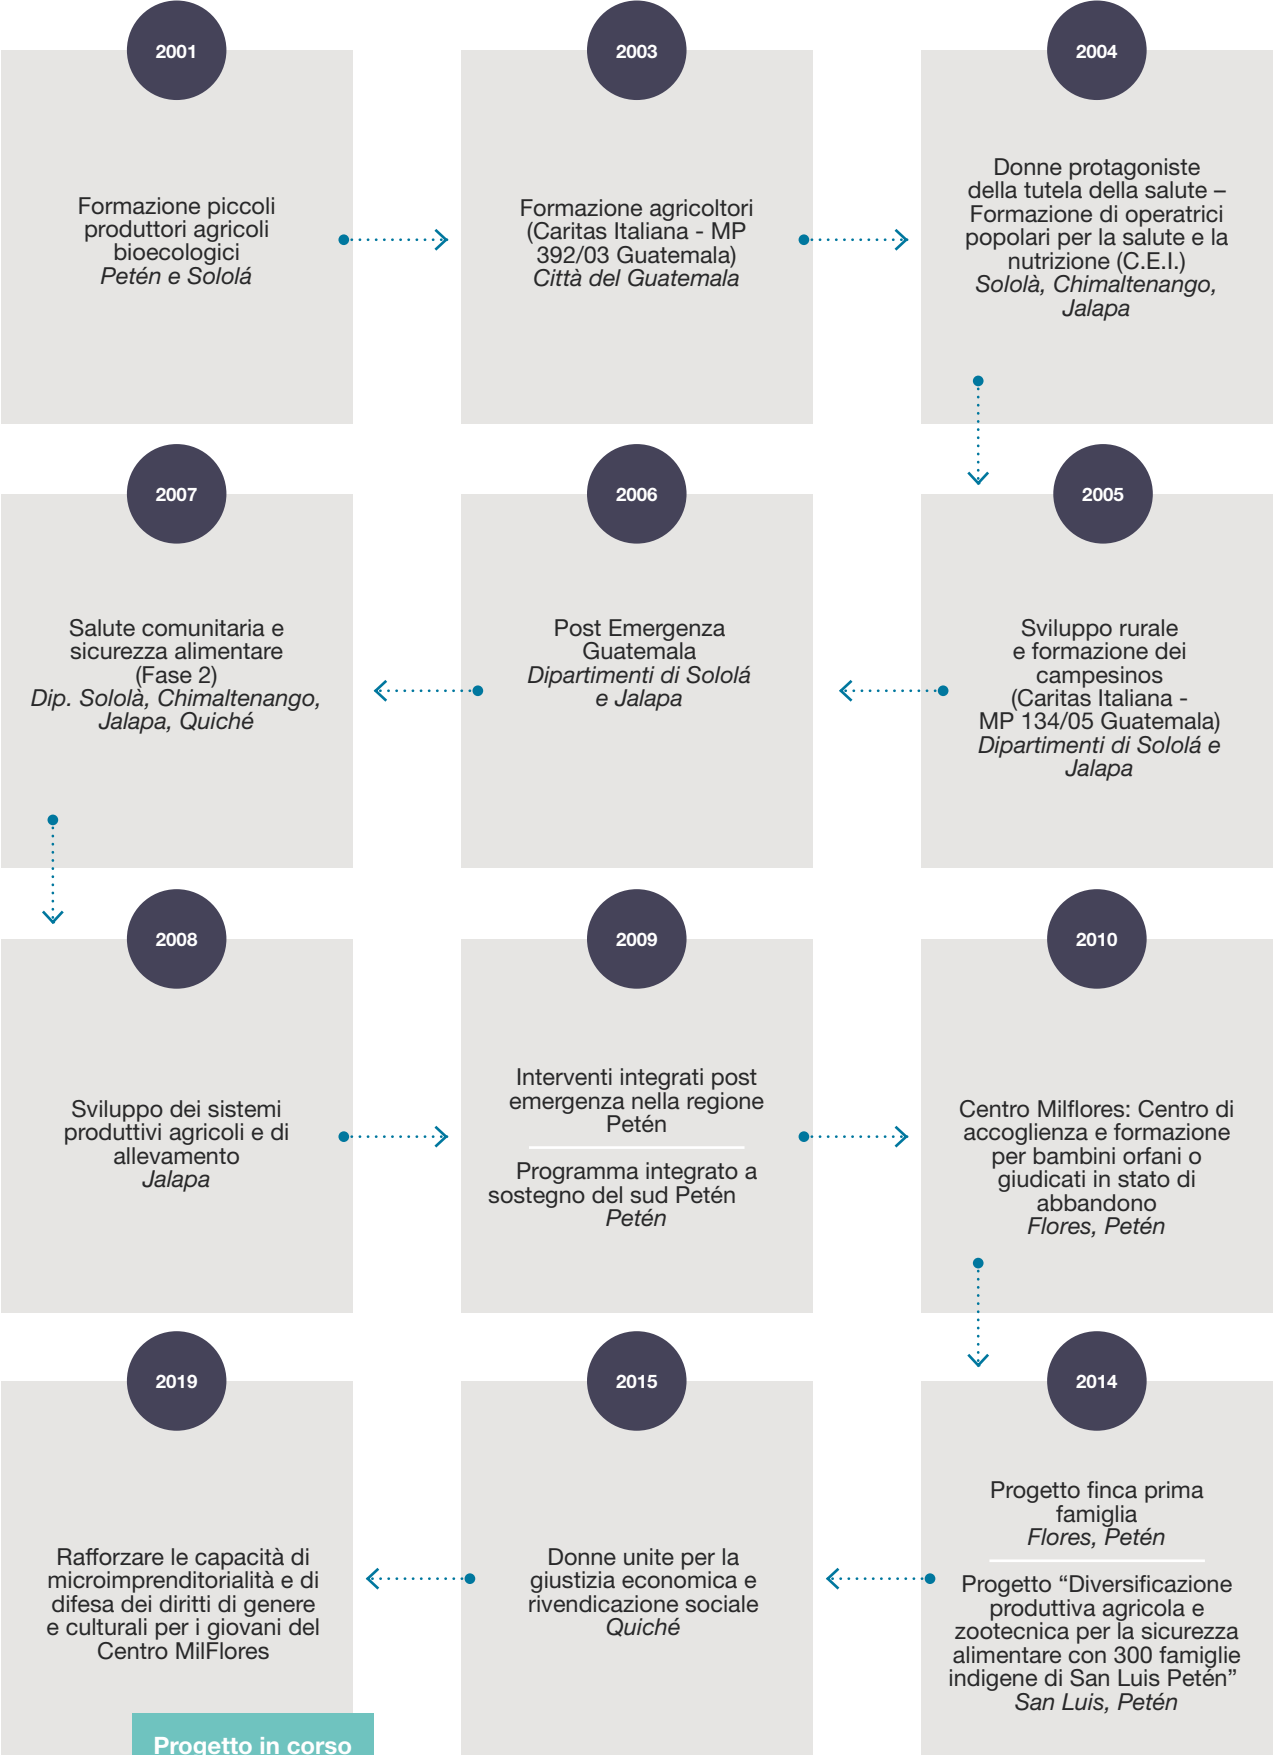 2001
Formazione piccoli
produttori agricoli
bioecologici
Petén e Sololá
2003
Formazione agricoltori
(Caritas Italiana - MP
392/03 Guatemala)
Città del Guatemala
2004
Donne protagoniste
della tutela della salute –
Formazione di operatrici
popolari per la salute e la
nutrizione (C.E.I.)
Sololà, Chimaltenango,
Jalapa
2005
Sviluppo rurale
e formazione dei
campesinos
(Caritas Italiana -
MP 134/05 Guatemala)
Dipartimenti di Sololá e
Jalapa
2006
Post Emergenza
Guatemala
Dipartimenti di Sololá
e Jalapa
2007
Salute comunitaria e
sicurezza alimentare
(Fase 2)
Dip. Sololà, Chimaltenango,
Jalapa, Quiché
2008
Sviluppo dei sistemi
produttivi agricoli e di
allevamento
Jalapa
2009
Interventi integrati post
emergenza nella regione
Petén
Programma integrato a
sostegno del sud Petén
Petén
2010
Centro Milflores: Centro di
accoglienza e formazione
per bambini orfani o
giudicati in stato di
abbandono
Flores, Petén
2014
Progetto finca prima
famiglia
Flores, Petén
Progetto “Diversificazione
produttiva agricola e
zootecnica per la sicurezza
alimentare con 300 famiglie
indigene di San Luis Petén”
San Luis, Petén
2015
Donne unite per la
giustizia economica e
rivendicazione sociale
Quiché
2019
Rafforzare le capacità di
microimprenditorialità e di
difesa dei diritti di genere
e culturali per i giovani del
Centro MilFlores
Progetto in corso